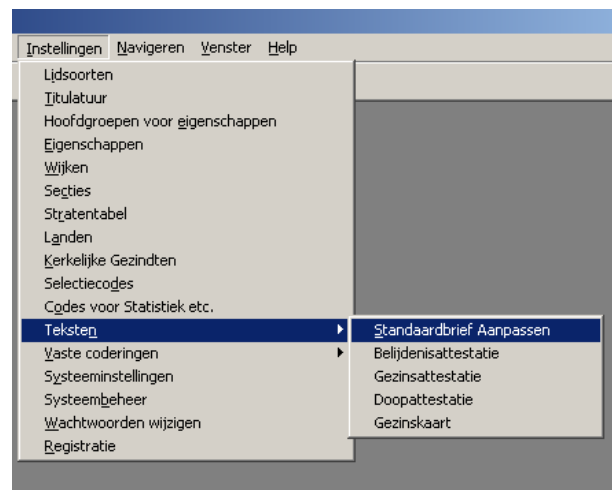 Instellingen Navigeren Venster Help
Lidsoorten
Titulatuur
Hoofdgroepen voor eigenschappen
Eigenschappen
Wijken
Secties
Stratentabel
Landen
Kerkelijke Gezindten
Selectiecodes
Codes voor Statistiek etc.
Teksten
Vaste coderingen
Systeeminstellingen
Systeembeheer
Wachtwoorden wijzigen
Registratie
Standaardbrief Aanpassen
Belijdenisattestatie
Gezinsattestatie
Doopattestatie
Gezinskaart